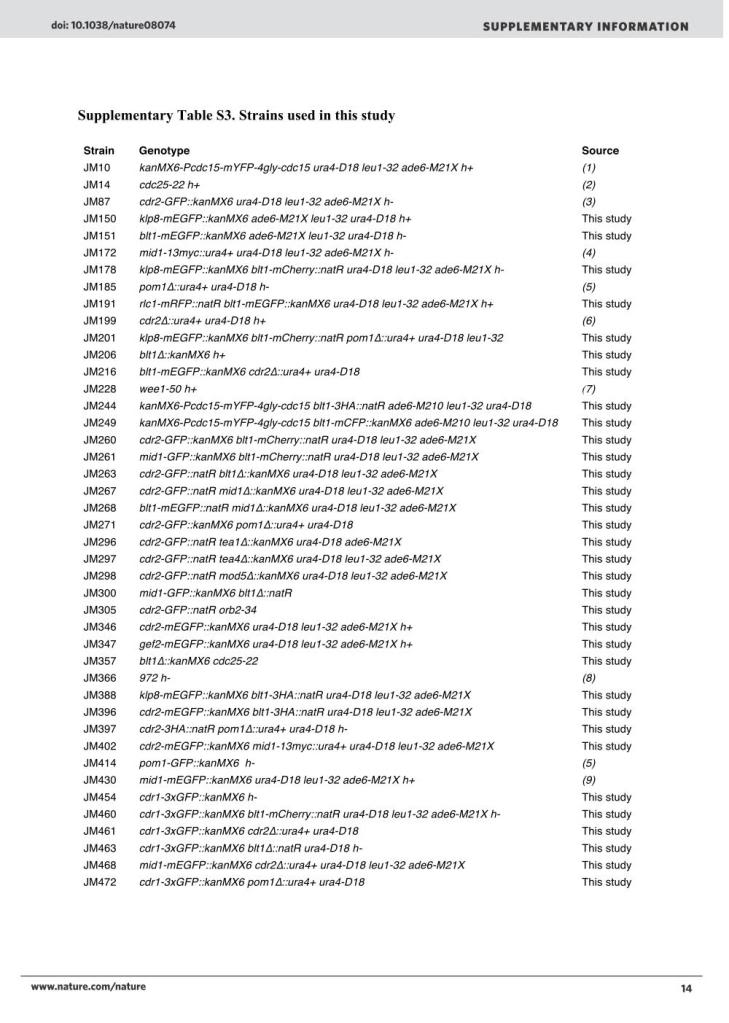 doi: 10.1038/nature08074 SUPPLEMENTARY INFORMATION
Supplementary Table S3. Strains used in this study
Strain Genotype Source
JM10 kanMX6-Pcdc15-mYFP-4gly-cdc15 ura4-D18 leu1-32 ade6-M21X h+ (1)
JM14 cdc25-22 h+ (2)
JM87 cdr2-GFP::kanMX6 ura4-D18 leu1-32 ade6-M21X h- (3)
JM150 klp8-mEGFP::kanMX6 ade6-M21X leu1-32 ura4-D18 h+ This study
JM151 blt1-mEGFP::kanMX6 ade6-M21X leu1-32 ura4-D18 h- This study
JM172 mid1-13myc::ura4+ ura4-D18 leu1-32 ade6-M21X h- (4)
JM178 klp8-mEGFP::kanMX6 blt1-mCherry::natR ura4-D18 leu1-32 ade6-M21X h- This study
JM185 pom1Δ::ura4+ ura4-D18 h- (5)
JM191 rlc1-mRFP::natR blt1-mEGFP::kanMX6 ura4-D18 leu1-32 ade6-M21X h+ This study
JM199 cdr2Δ::ura4+ ura4-D18 h+ (6)
JM201 klp8-mEGFP::kanMX6 blt1-mCherry::natR pom1Δ::ura4+ ura4-D18 leu1-32 This study
JM206 blt1Δ::kanMX6 h+ This study
JM216 blt1-mEGFP::kanMX6 cdr2Δ::ura4+ ura4-D18 This study
JM228 wee1-50 h+ (7)
JM244 kanMX6-Pcdc15-mYFP-4gly-cdc15 blt1-3HA::natR ade6-M210 leu1-32 ura4-D18 This study
JM249 kanMX6-Pcdc15-mYFP-4gly-cdc15 blt1-mCFP::kanMX6 ade6-M210 leu1-32 ura4-D18 This study
JM260 cdr2-GFP::kanMX6 blt1-mCherry::natR ura4-D18 leu1-32 ade6-M21X This study
JM261 mid1-GFP::kanMX6 blt1-mCherry::natR ura4-D18 leu1-32 ade6-M21X This study
JM263 cdr2-GFP::natR blt1Δ::kanMX6 ura4-D18 leu1-32 ade6-M21X This study
JM267 cdr2-GFP::natR mid1Δ::kanMX6 ura4-D18 leu1-32 ade6-M21X This study
JM268 blt1-mEGFP::natR mid1Δ::kanMX6 ura4-D18 leu1-32 ade6-M21X This study
JM271 cdr2-GFP::kanMX6 pom1Δ::ura4+ ura4-D18 This study
JM296 cdr2-GFP::natR tea1Δ::kanMX6 ura4-D18 ade6-M21X This study
JM297 cdr2-GFP::natR tea4Δ::kanMX6 ura4-D18 leu1-32 ade6-M21X This study
JM298 cdr2-GFP::natR mod5Δ::kanMX6 ura4-D18 leu1-32 ade6-M21X This study
JM300 mid1-GFP::kanMX6 blt1Δ::natR This study
JM305 cdr2-GFP::natR orb2-34 This study
JM346 cdr2-mEGFP::kanMX6 ura4-D18 leu1-32 ade6-M21X h+ This study
JM347 gef2-mEGFP::kanMX6 ura4-D18 leu1-32 ade6-M21X h+ This study
JM357 blt1Δ::kanMX6 cdc25-22 This study
JM366 972 h- (8)
JM388 klp8-mEGFP::kanMX6 blt1-3HA::natR ura4-D18 leu1-32 ade6-M21X This study
JM396 cdr2-mEGFP::kanMX6 blt1-3HA::natR ura4-D18 leu1-32 ade6-M21X This study
JM397 cdr2-3HA::natR pom1Δ::ura4+ ura4-D18 h- This study
JM402 cdr2-mEGFP::kanMX6 mid1-13myc::ura4+ ura4-D18 leu1-32 ade6-M21X This study
JM414 pom1-GFP::kanMX6 h- (5)
JM430 mid1-mEGFP::kanMX6 ura4-D18 leu1-32 ade6-M21X h+ (9)
JM454 cdr1-3xGFP::kanMX6 h- This study
JM460 cdr1-3xGFP::kanMX6 blt1-mCherry::natR ura4-D18 leu1-32 ade6-M21X h- This study
JM461 cdr1-3xGFP::kanMX6 cdr2Δ::ura4+ ura4-D18 This study
JM463 cdr1-3xGFP::kanMX6 blt1Δ::natR ura4-D18 h- This study
JM468 mid1-mEGFP::kanMX6 cdr2Δ::ura4+ ura4-D18 leu1-32 ade6-M21X This study
JM472 cdr1-3xGFP::kanMX6 pom1Δ::ura4+ ura4-D18 This study
www.nature.com/nature 14